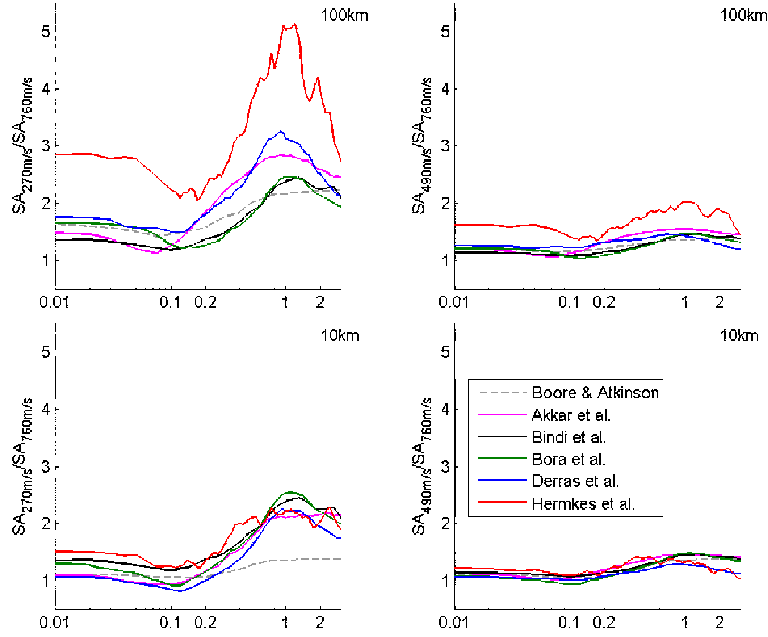 5
4
3
2
1
SA270m/s/SA760m/s
100km
0.01
0.1
0.2
1
2
5
4
3
2
1
SA490m/s/SA760m/s
100km
0.01
0.1
0.2
1
2
5
4
3
2
1
SA270m/s/SA760m/s
10km
0.01
0.1
0.2
1
2
5
4
3
2
1
SA490m/s/SA760m/s
10km
Boore & Atkinson
Akkar et al.
Bindi et al.
Bora et al.
Derras et al.
Hermkes et al.
0.01
0.1
0.2
1
2